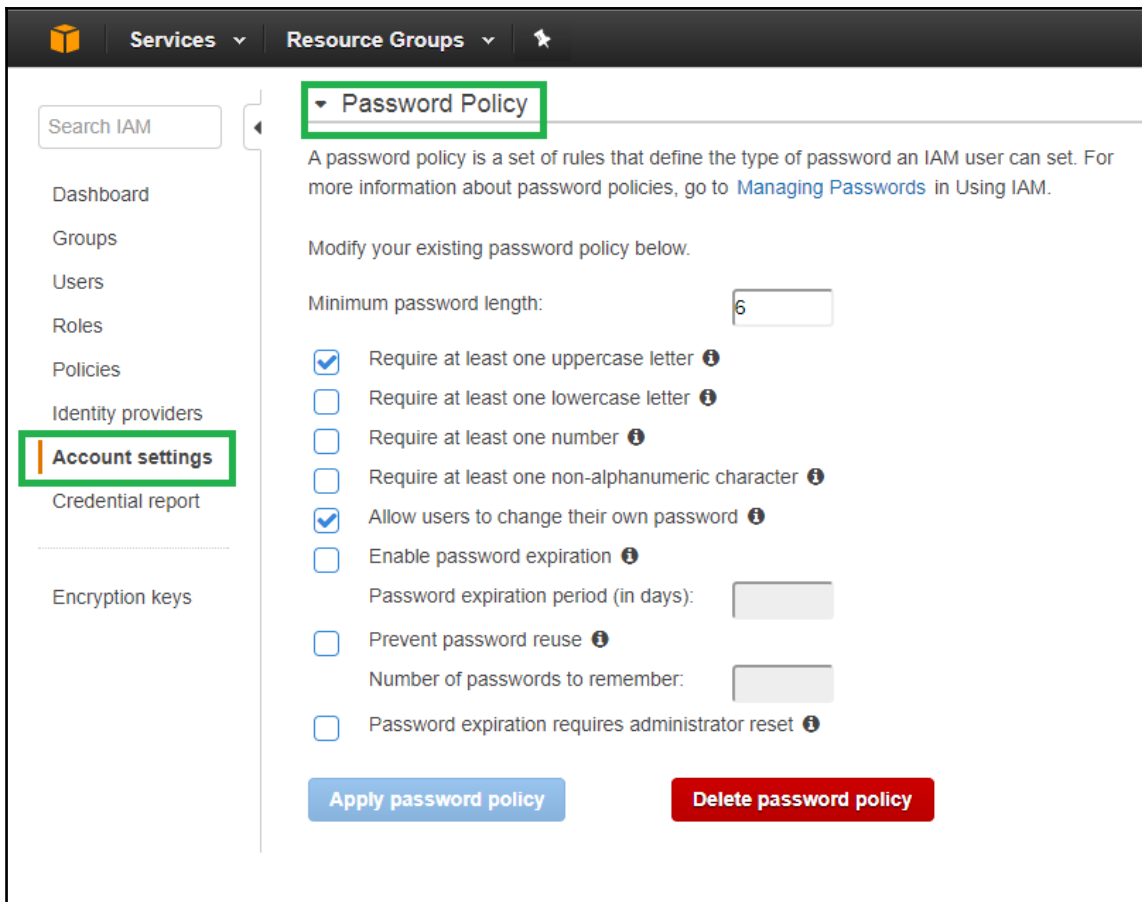 Services Resource Groups
Search IAM
Dashboard
Groups
Users
Roles
Policies
Identity providers
Account settings
Credential report
Encryption keys
Password Policy
A password policy is a set of rules that define the type of password an IAM user can set. For
more information about password policies, go to Managing Passwords in Using IAM.
Modify your existing password policy below.
Minimum password length: 6
Require at least one uppercase letter
Require at least one lowercase letter
Require at least one number
Require at least one non-alphanumeric character
Allow users to change their own password
Enable password expiration
Password expiration period (in days):
Prevent password reuse
Number of passwords to remember:
Password expiration requires administrator reset
Apply password policy Delete password policy